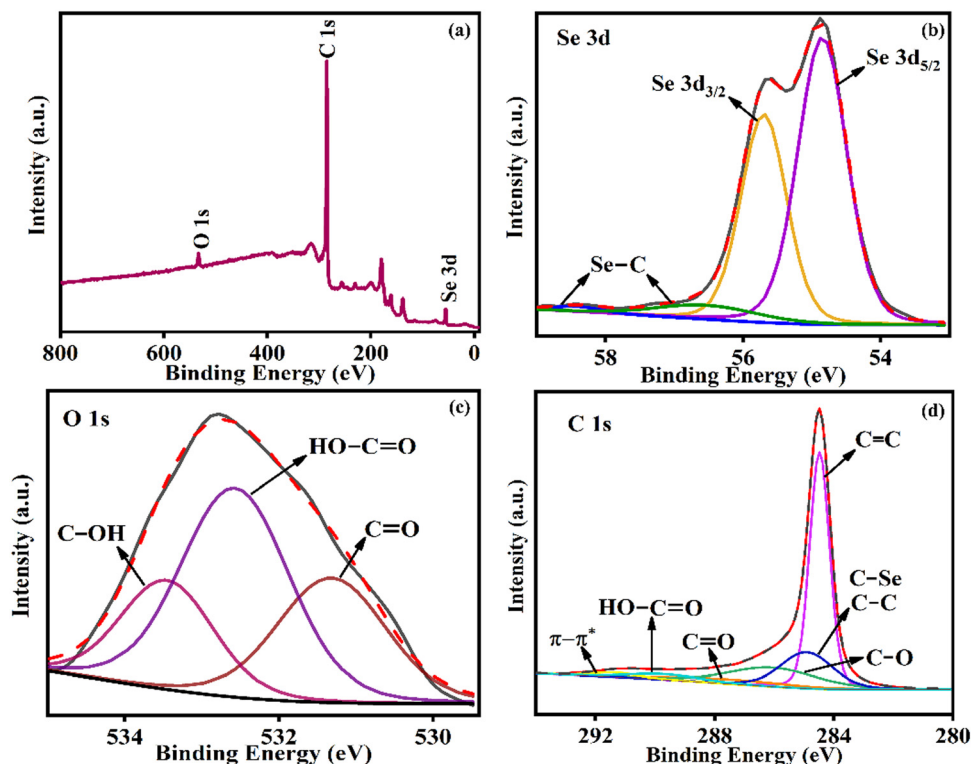 (a)
C 1s
O 1s
Se 3d
Intensity (a.u.)
800 600 400 200 0
Binding Energy (eV)
(b)
Se 3d
Se 3d3/2
Se 3d5/2
Se−C
Intensity (a.u.)
58 56 54
Binding Energy (eV)
(c)
O 1s
HO−C=O
C−OH
C=O
Intensity (a.u.)
534 532 530
Binding Energy (eV)
(d)
C 1s
C=C
C−Se
C−C
HO−C=O
π−π*
C=O
C−O
Intensity (a.u.)
292 288 284 280
Binding Energy (eV)